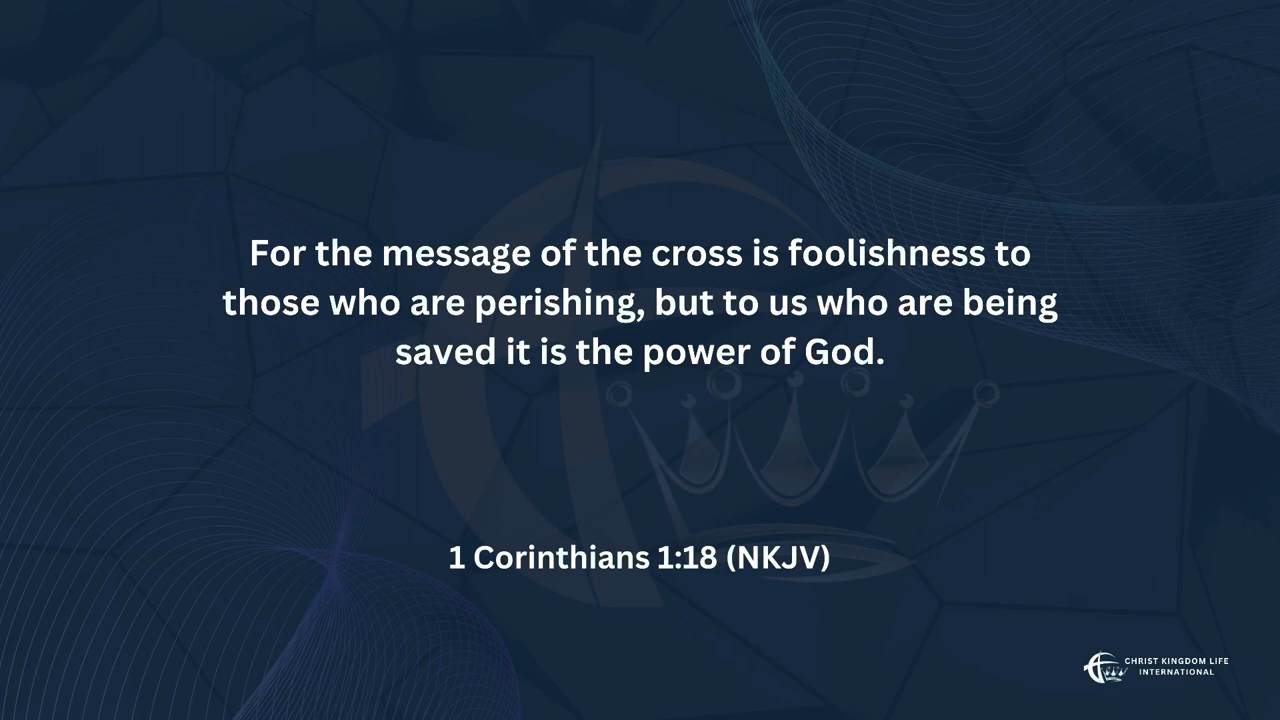 For the message of the cross is foolishness to
those who are perishing, but to us who are being
saved it is the power of God.
1 Corinthians 1:18 (NKJV)
CHRIST KINGDOM LIFE
INTERNATIONAL